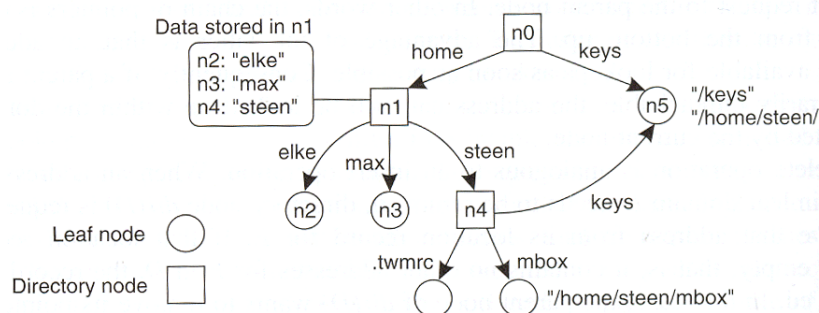 Data stored in n1
n2: "elke"
n3: "max"
n4: "steen"
n0
home
keys
n1
n5
"/keys"
"/home/steen/
elke
max
steen
n2
n3
n4
keys
Leaf node
.twmrc
mbox
Directory node
"/home/steen/mbox"